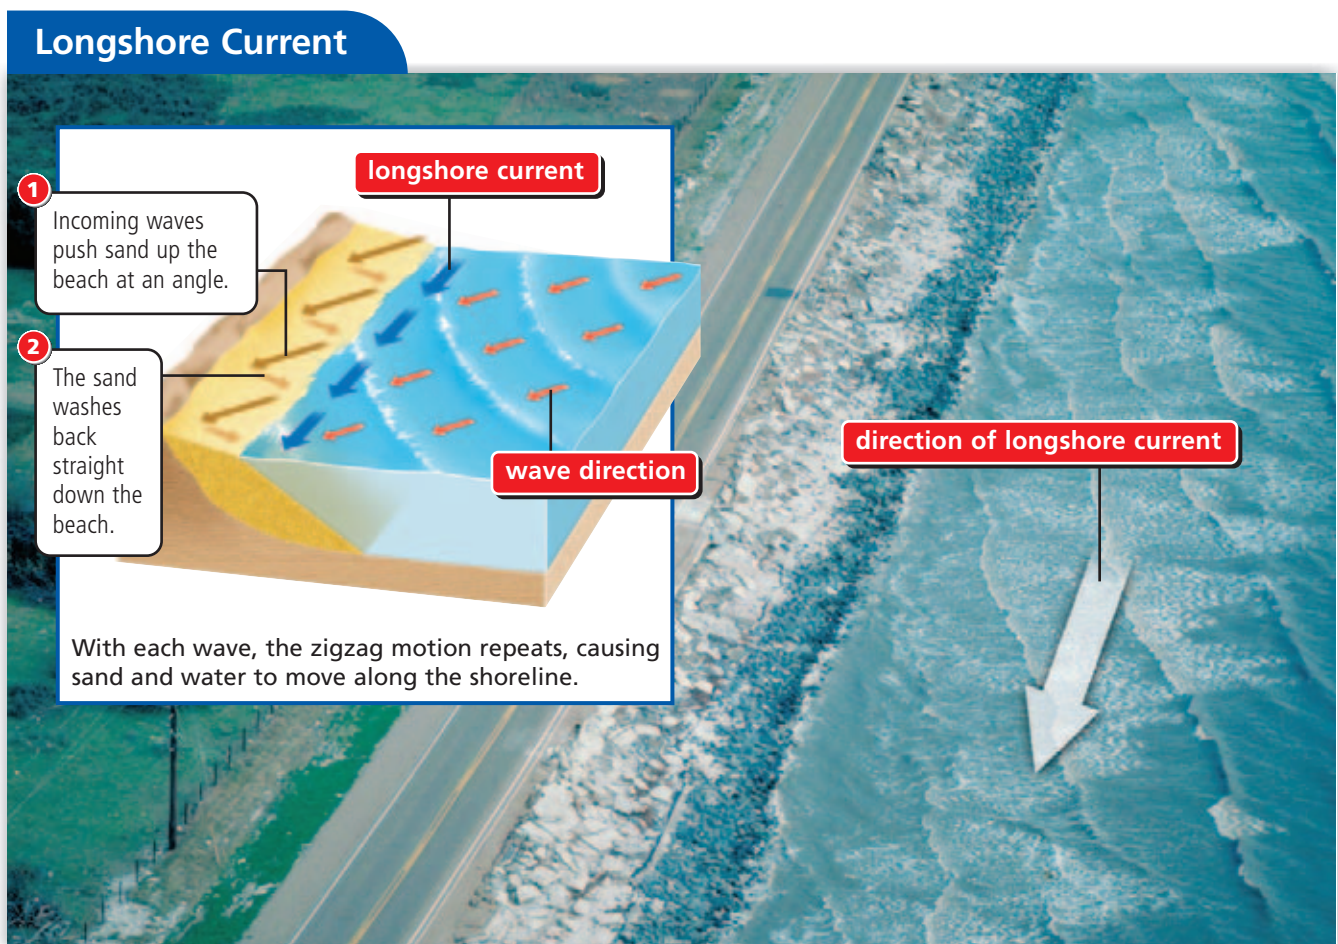 Longshore Current
longshore current
1
Incoming waves
push sand up the
beach at an angle.
2
The sand
washes
back
straight
down the
beach.
wave direction
direction of longshore current
With each wave, the zigzag motion repeats, causing
sand and water to move along the shoreline.